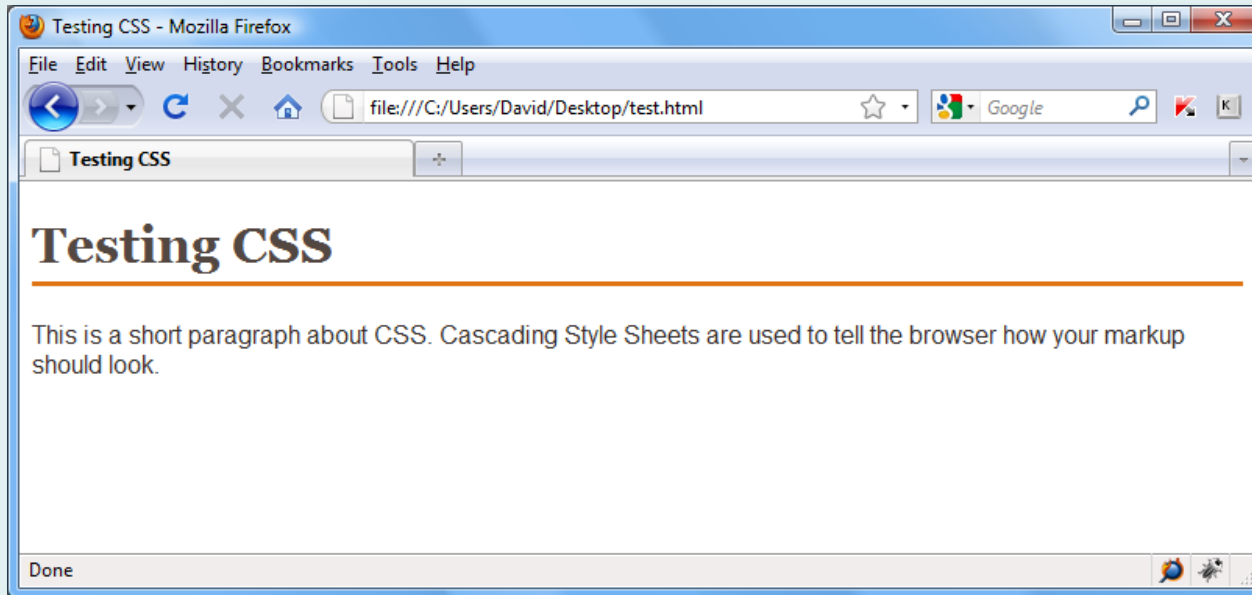 Testing CSS - Mozilla Firefox
File Edit View History Bookmarks Tools Help
file:///C:/Users/David/Desktop/test.html Google K K
Testing CSS
Testing CSS
This is a short paragraph about CSS. Cascading Style Sheets are used to tell the browser how your markup
should look.
Done